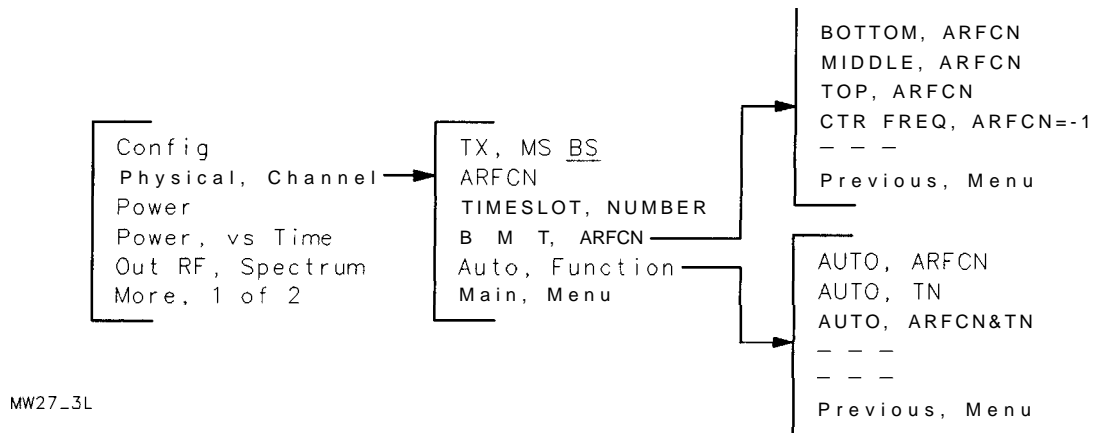 Config
Physical, Channel
Power
Power, vs Time
Out RF, Spectrum
More, 1 of 2
TX, MS BS
ARFCN
TIMESLOT, NUMBER
B M T, ARFCN
Auto, Function
Main, Menu
BOTTOM, ARFCN
MIDDLE, ARFCN
TOP, ARFCN
CTR FREQ, ARFCN=-1
– – –
Previous, Menu
AUTO, ARFCN
AUTO, TN
AUTO, ARFCN&TN
– – –
– – –
Previous, Menu
MW27_3L